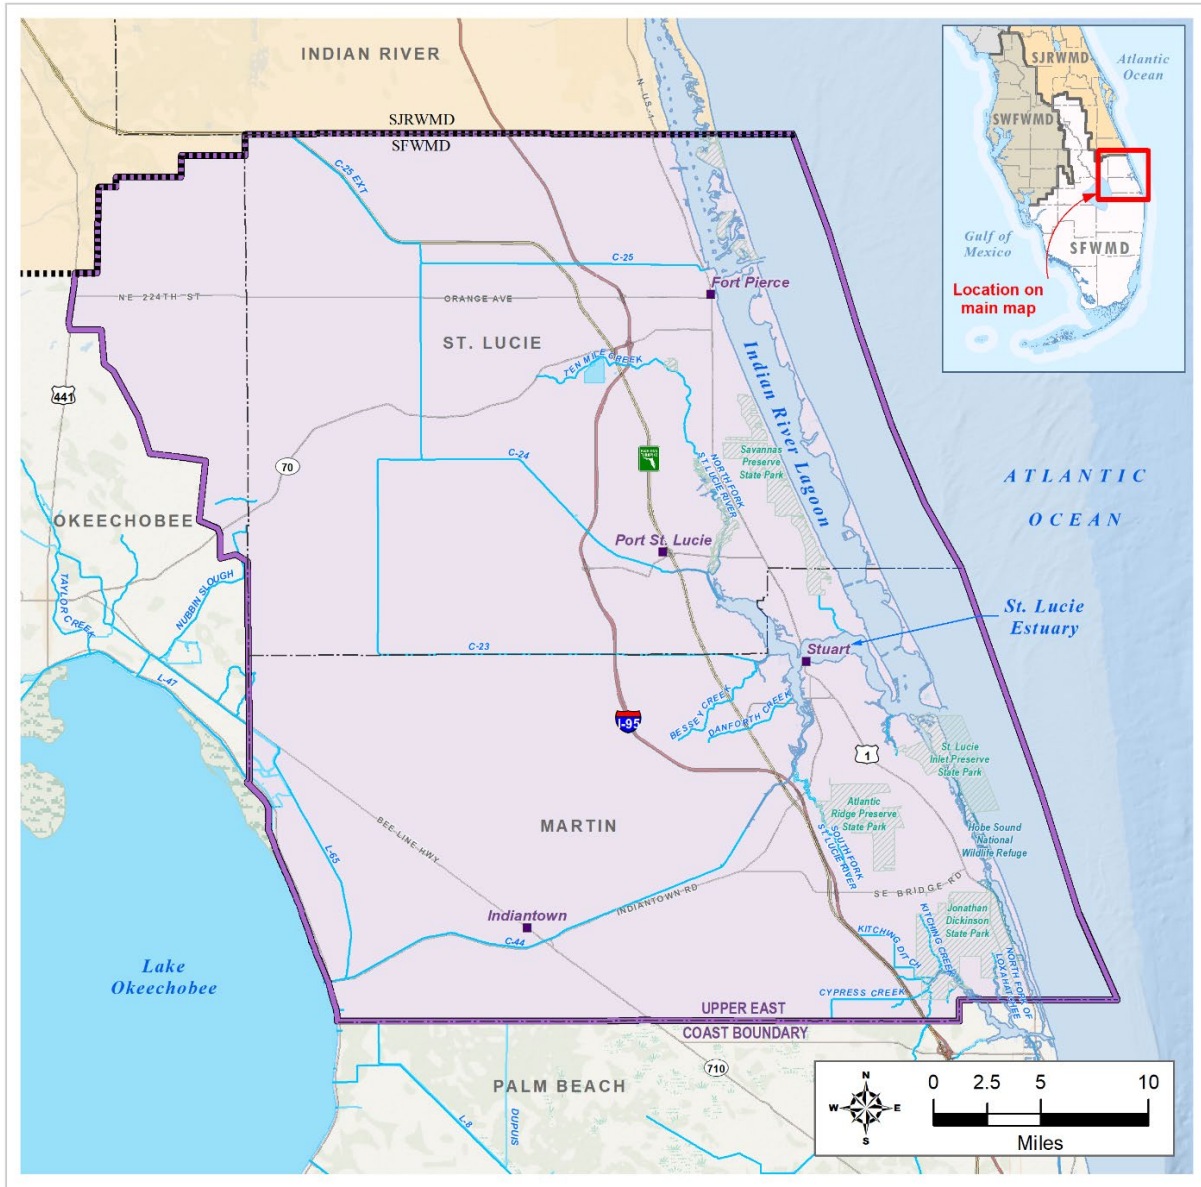 INDIAN RIVER
N US-1
SJRWMD
SFWMD
C-25 EXT
C-25
NE 224TH ST
ORANGE AVE
Fort Pierce
ST. LUCIE
TEN MILE CREEK
441
70
C-24
NORTH FORK
ST. LUCIE RIVER
Savannas
Preserve
State Park
Indian River Lagoon
ATLANTIC
OCEAN
OKEECHOBEE
Port St. Lucie
TAYLOR CREEK
NUBBIN SLOUGH
St. Lucie
Estuary
C-23
Stuart
L-47
BESSEY CREEK
DANFORTH CREEK
I-95
1
St. Lucie
Inlet Preserve
State Park
Atlantic
Ridge Preserve
State Park
MARTIN
BEE LINE HWY
L-65
SOUTH FORK
ST. LUCIE RIVER
Hobe Sound
National
Wildlife Refuge
SE BRIDGE RD
INDIANTOWN RD
Indiantown
C-44
Jonathan
Dickinson
State Park
KITCHING DITCH
KITCHING CREEK
NORTH FORK OF
LOXAHATCHEE
CYPRESS CREEK
Lake
Okeechobee
UPPER EAST
COAST BOUNDARY
710
PALM BEACH
L-8
DUPUIS
SJRWMD
Atlantic
Ocean
SWFWMD
Gulf of
Mexico
SFWMD
Location on
main map
N
W E
S
0 2.5 5 10
Miles